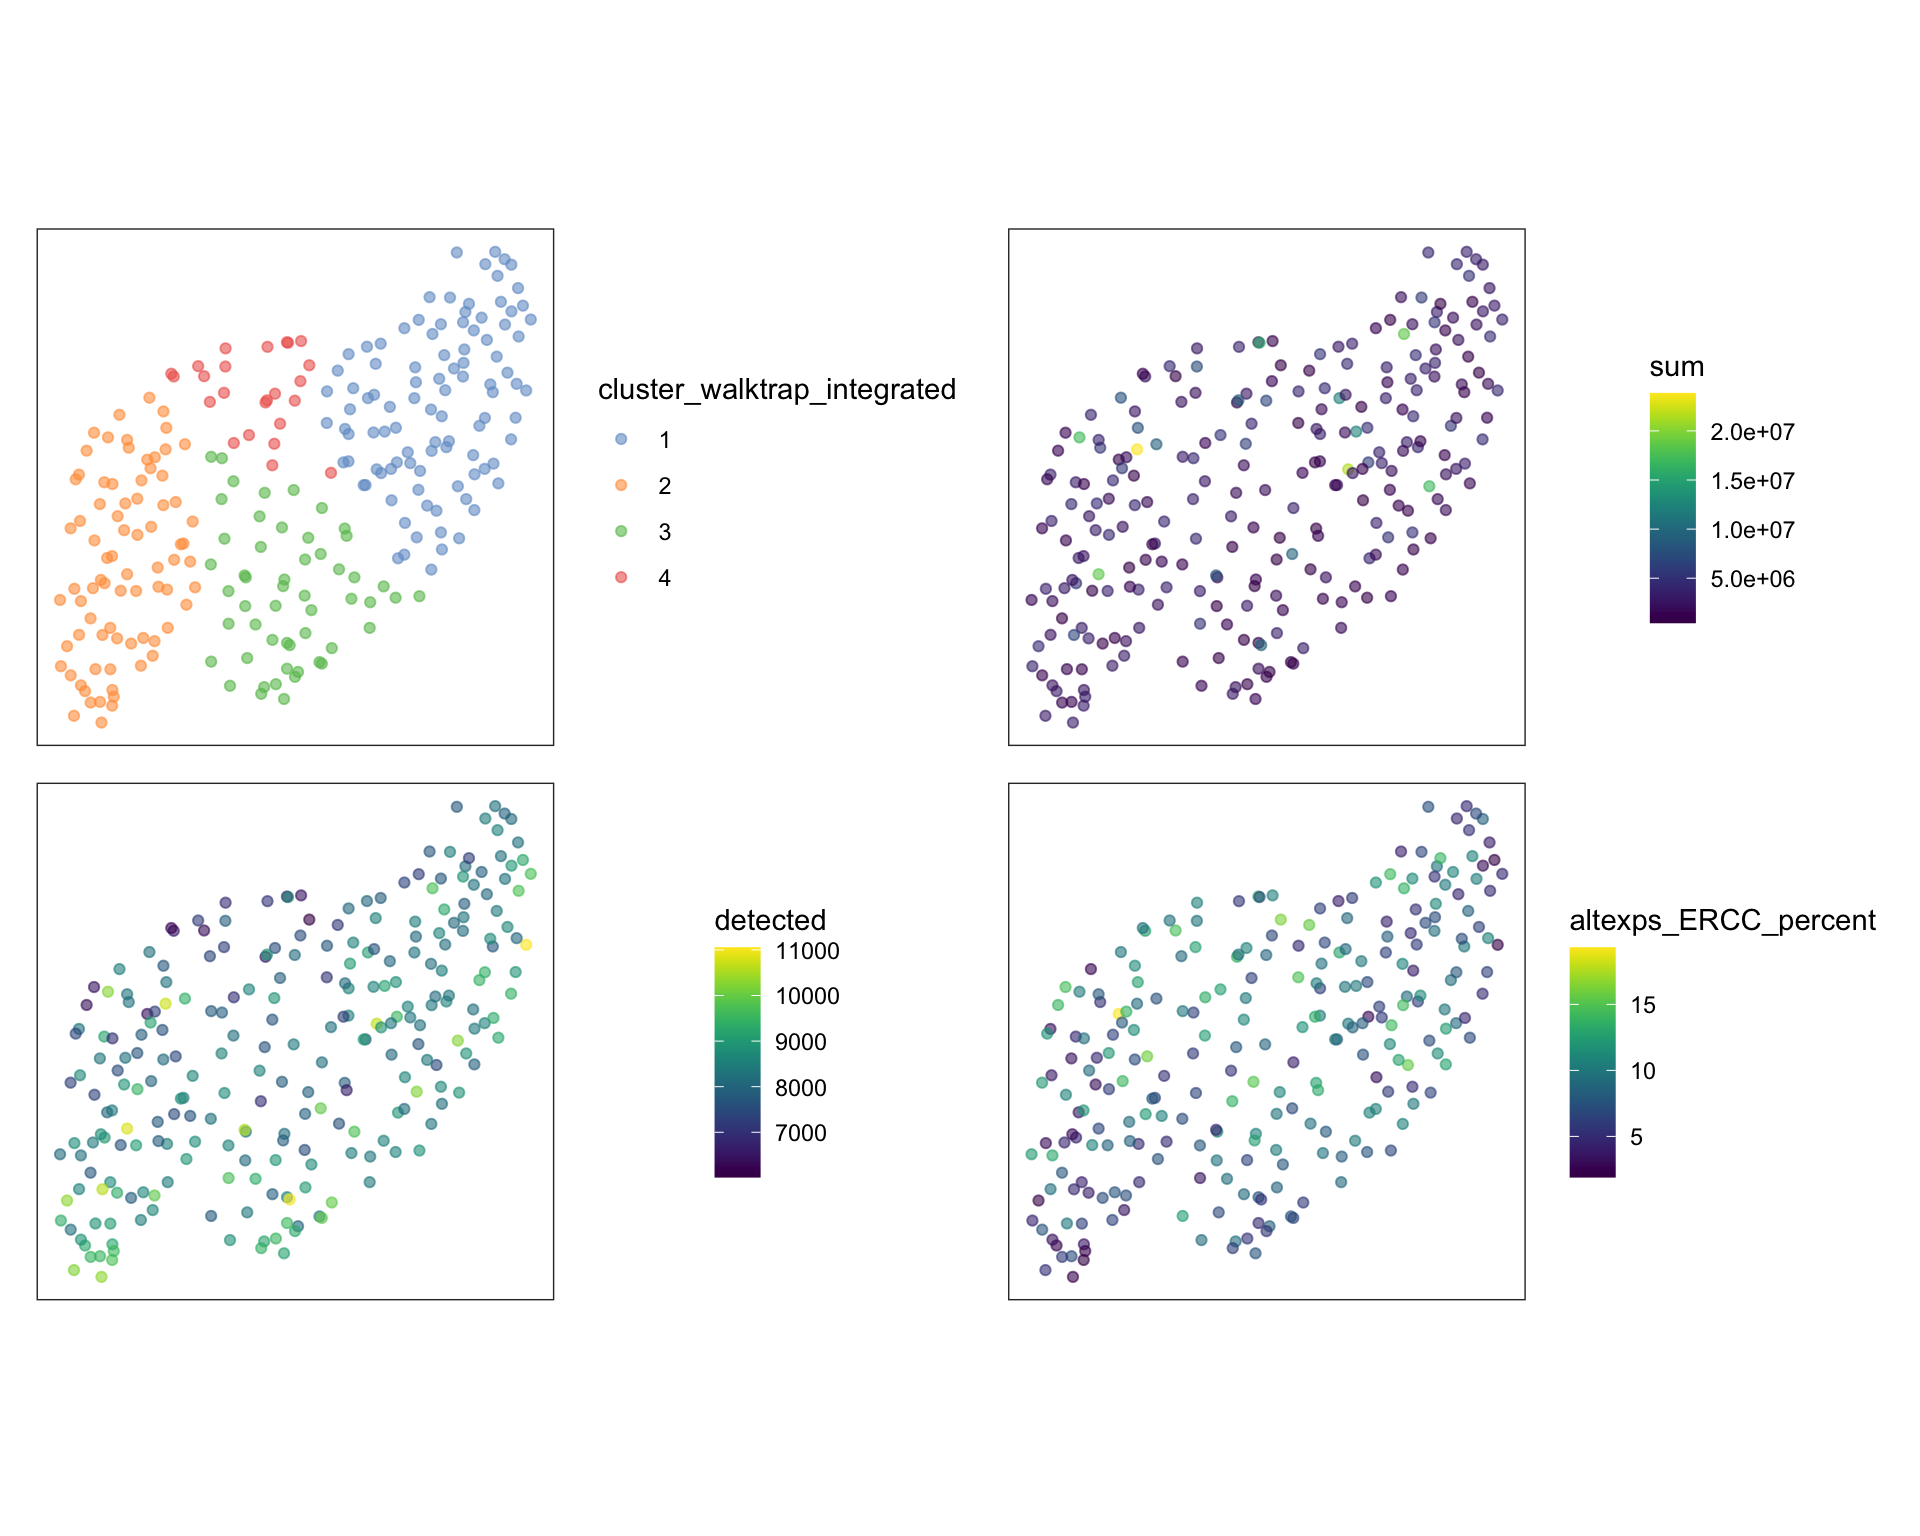 cluster_walktrap_integrated
1
2
3
4
sum
2.0e+07
1.5e+07
1.0e+07
5.0e+06
detected
11000
10000
9000
8000
7000
altexps_ERCC_percent
15
10
5